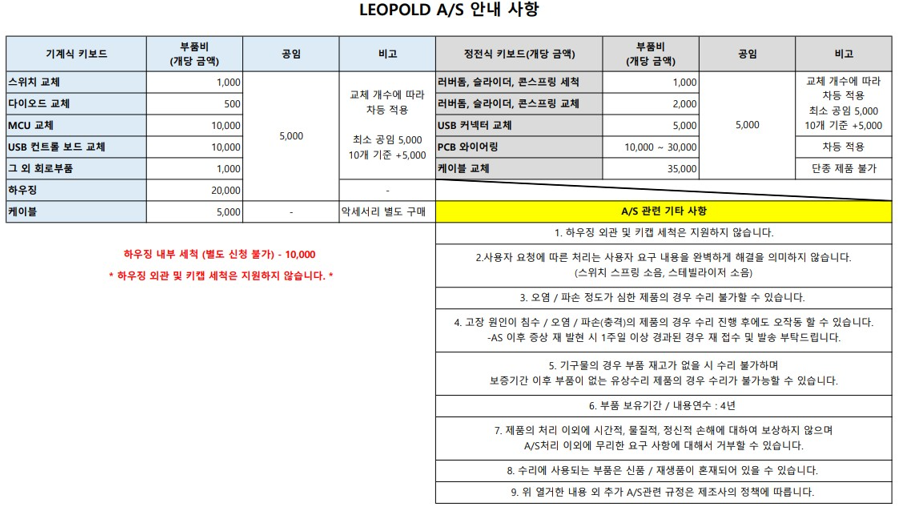 LEOPOLD A/S 안내 사항
기계식 키보드
부품비
(개당 금액)
공임
비고
스위치 교체
1,000
다이오드 교체
500
MCU 교체
10,000
USB 컨트롤 보드 교체
10,000
그 외 회로부품
1,000
하우징
20,000
케이블
5,000
5,000
-
교체 개수에 따라
차등 적용
최소 공임 5,000
10개 기준 +5,000
-
악세서리 별도 구매
하우징 내부 세척 (별도 신청 불가) - 10,000
* 하우징 외관 및 키캡 세척은 지원하지 않습니다. *
정전식 키보드(개당 금액)
부품비
(개당 금액)
공임
비고
러버돔, 슬라이더, 콘스프링 세척
1,000
러버돔, 슬라이더, 콘스프링 교체
2,000
USB 커넥터 교체
5,000
PCB 와이어링
10,000 ~ 30,000
케이블 교체
35,000
5,000
교체 개수에 따라
차등 적용
최소 공임 5,000
10개 기준 +5,000
차등 적용
단종 제품 불가
A/S 관련 기타 사항
1. 하우징 외관 및 키캡 세척은 지원하지 않습니다.
2.사용자 요청에 따른 처리는 사용자 요구 내용을 완벽하게 해결을 의미하지 않습니다.
(스위치 스프링 소음, 스테빌라이저 소음)
3. 오염 / 파손 정도가 심한 제품의 경우 수리 불가할 수 있습니다.
4. 고장 원인이 침수 / 오염 / 파손(충격)의 제품의 경우 수리 진행 후에도 오작동 할 수 있습니다.
-AS 이후 증상 재 발현 시 1주일 이상 경과된 경우 재 접수 및 발송 부탁드립니다.
5. 기구물의 경우 부품 재고가 없을 시 수리 불가하며
보증기간 이후 부품이 없는 유상수리 제품의 경우 수리가 불가능할 수 있습니다.
6. 부품 보유기간 / 내용연수 : 4년
7. 제품의 처리 이외에 시간적, 물질적, 정신적 손해에 대하여 보상하지 않으며
A/S처리 이외에 무리한 요구 사항에 대해서 거부할 수 있습니다.
8. 수리에 사용되는 부품은 신품 / 재생품이 혼재되어 있을 수 있습니다.
9. 위 열거한 내용 외 추가 A/S관련 규정은 제조사의 정책에 따릅니다.